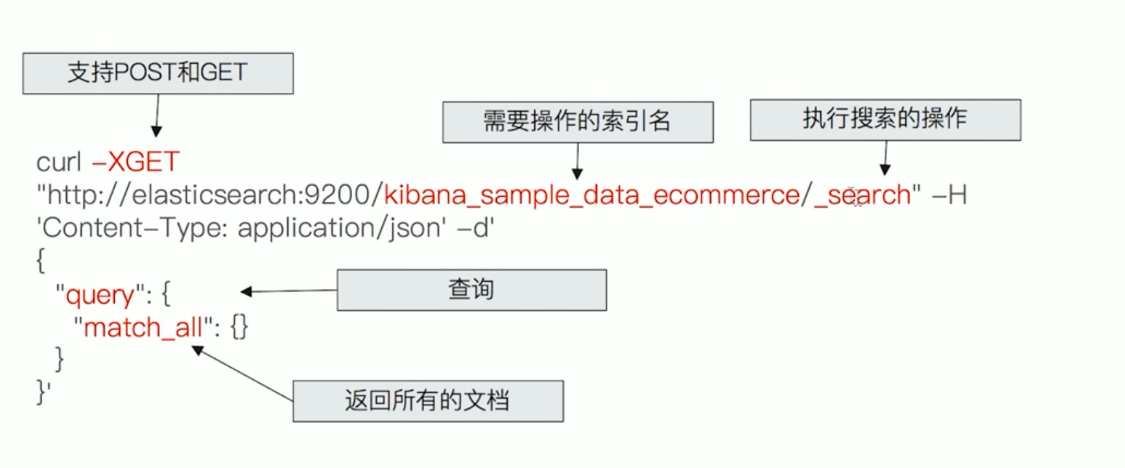 支持POST和GET
需要操作的索引名
执行搜索的操作
curl -XGET
"http://elasticsearch:9200/kibana_sample_data_ecommerce/_search" -H
'Content-Type: application/json' -d'
{
"query": {
查询
"match_all": {}
}
}'
返回所有的文档